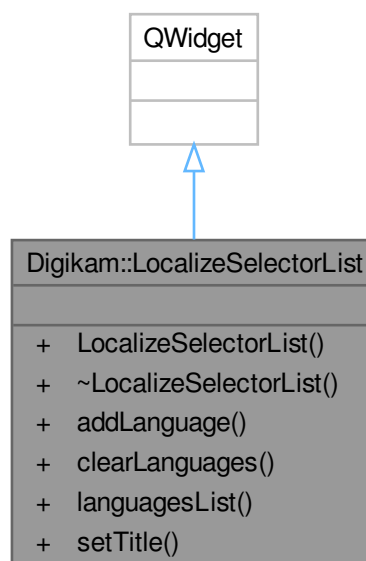 QWidget
Digikam::LocalizeSelectorList
+ LocalizeSelectorList()
+ ~LocalizeSelectorList()
+ addLanguage()
+ clearLanguages()
+ languagesList()
+ setTitle()